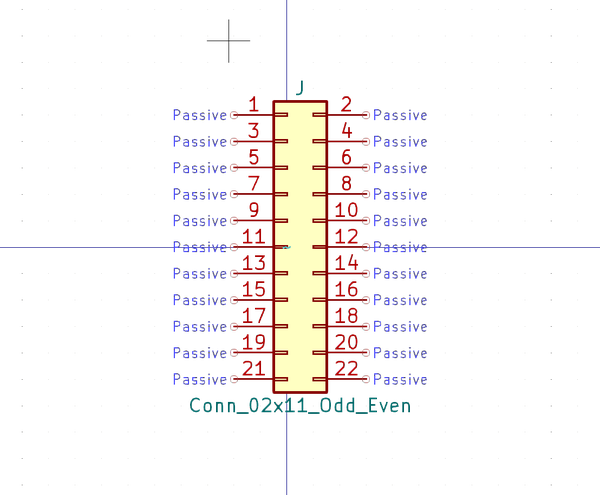 J
Passive 1 2 Passive
Passive 3 4 Passive
Passive 5 6 Passive
Passive 7 8 Passive
Passive 9 10 Passive
Passive 11 12 Passive
Passive 13 14 Passive
Passive 15 16 Passive
Passive 17 18 Passive
Passive 19 20 Passive
Passive 21 22 Passive
Conn_02x11_Odd_Even